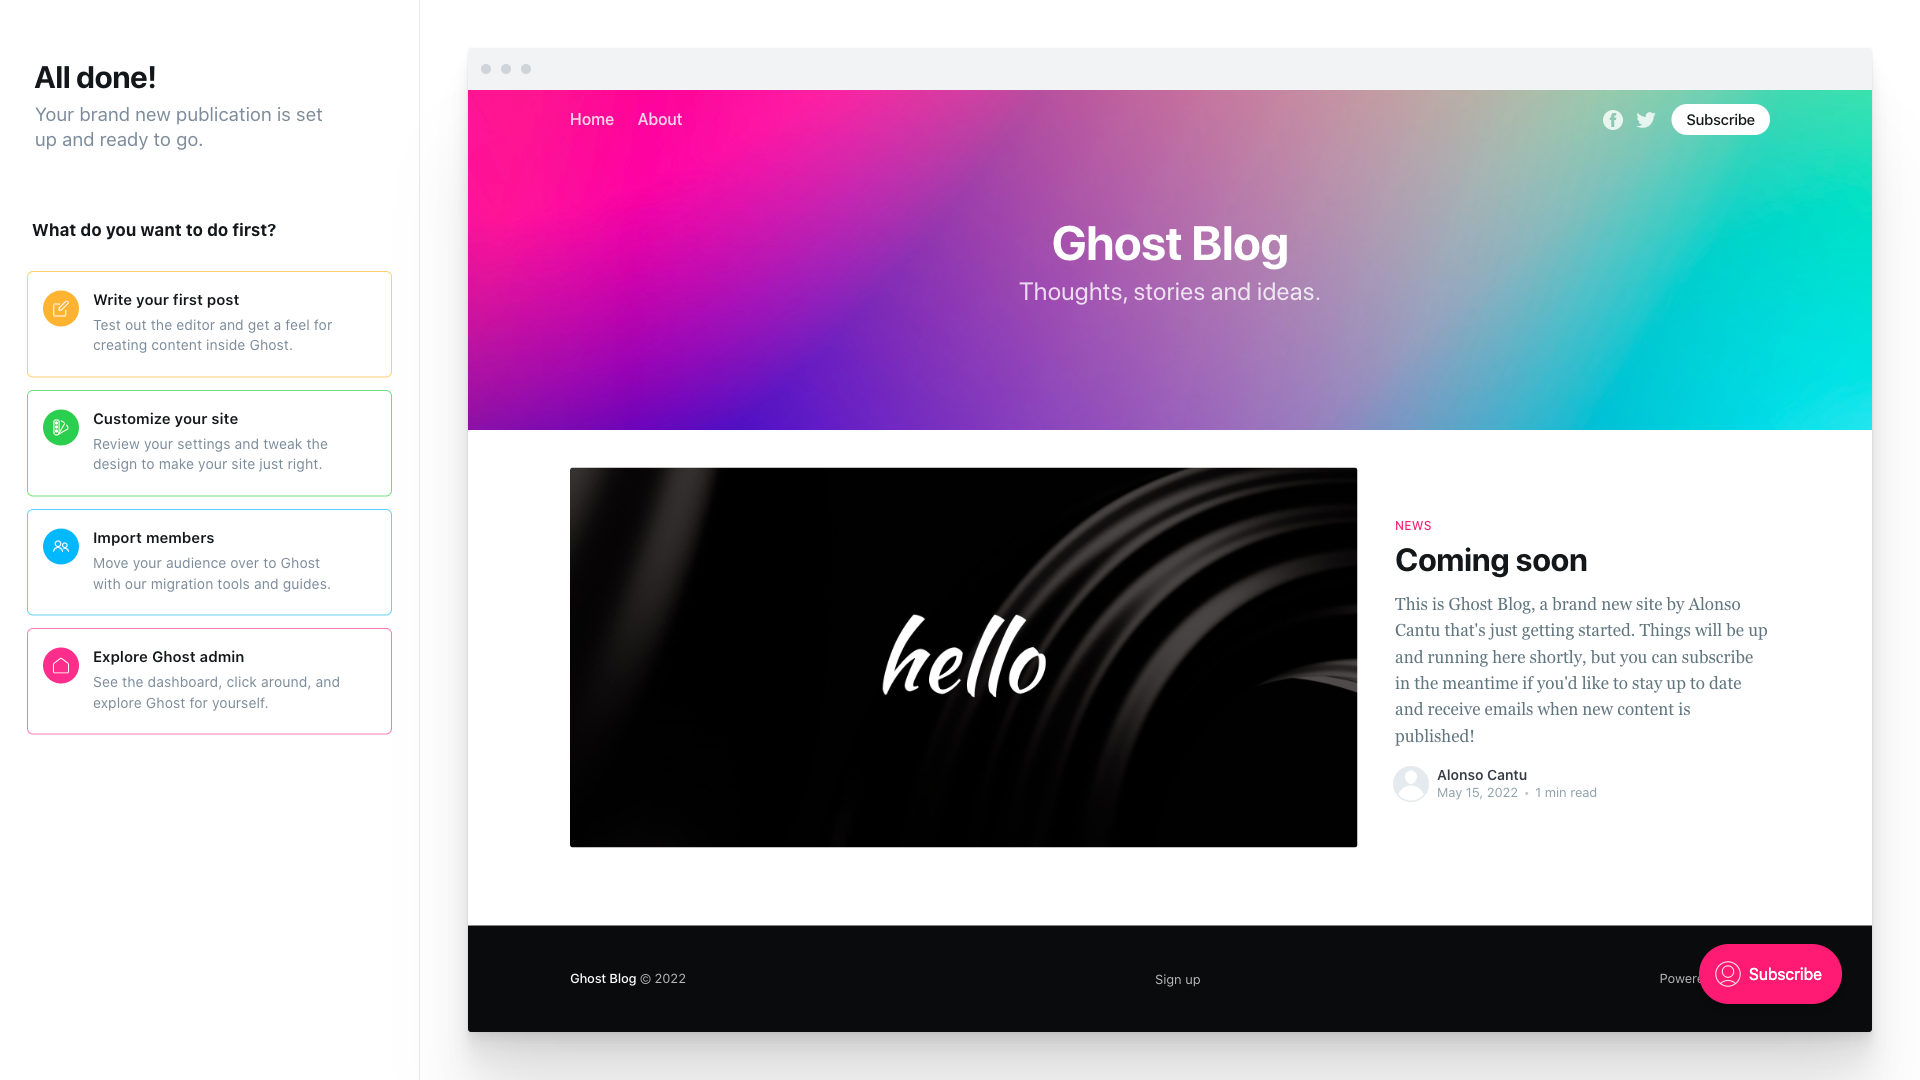 All done!
Your brand new publication is set
up and ready to go.
What do you want to do first?
Write your first post
Test out the editor and get a feel for
creating content inside Ghost.
Customize your site
Review your settings and tweak the
design to make your site just right.
Import members
Move your audience over to Ghost
with our migration tools and guides.
Explore Ghost admin
See the dashboard, click around, and
explore Ghost for yourself.
Home About Subscribe
Ghost Blog
Thoughts, stories and ideas.
hello
NEWS
Coming soon
This is Ghost Blog, a brand new site by Alonso
Cantu that's just getting started. Things will be up
and running here shortly, but you can subscribe
in the meantime if you'd like to stay up to date
and receive emails when new content is
published!
Alonso Cantu
May 15, 2022 • 1 min read
Ghost Blog © 2022
Sign up
Subscribe